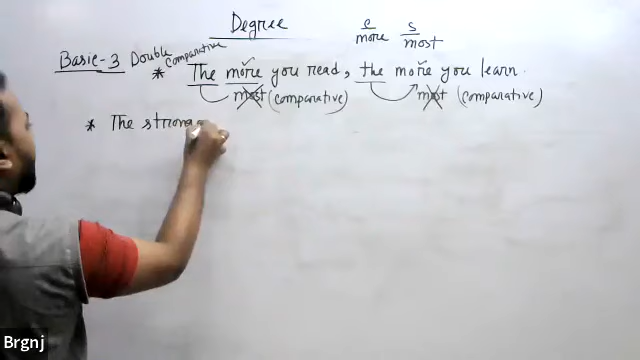 Degree
e/more s/most
Basic-3 Double Comparative
* The more you read, the more you learn.
most (comparative) most (comparative)
* The strong
Brgnj